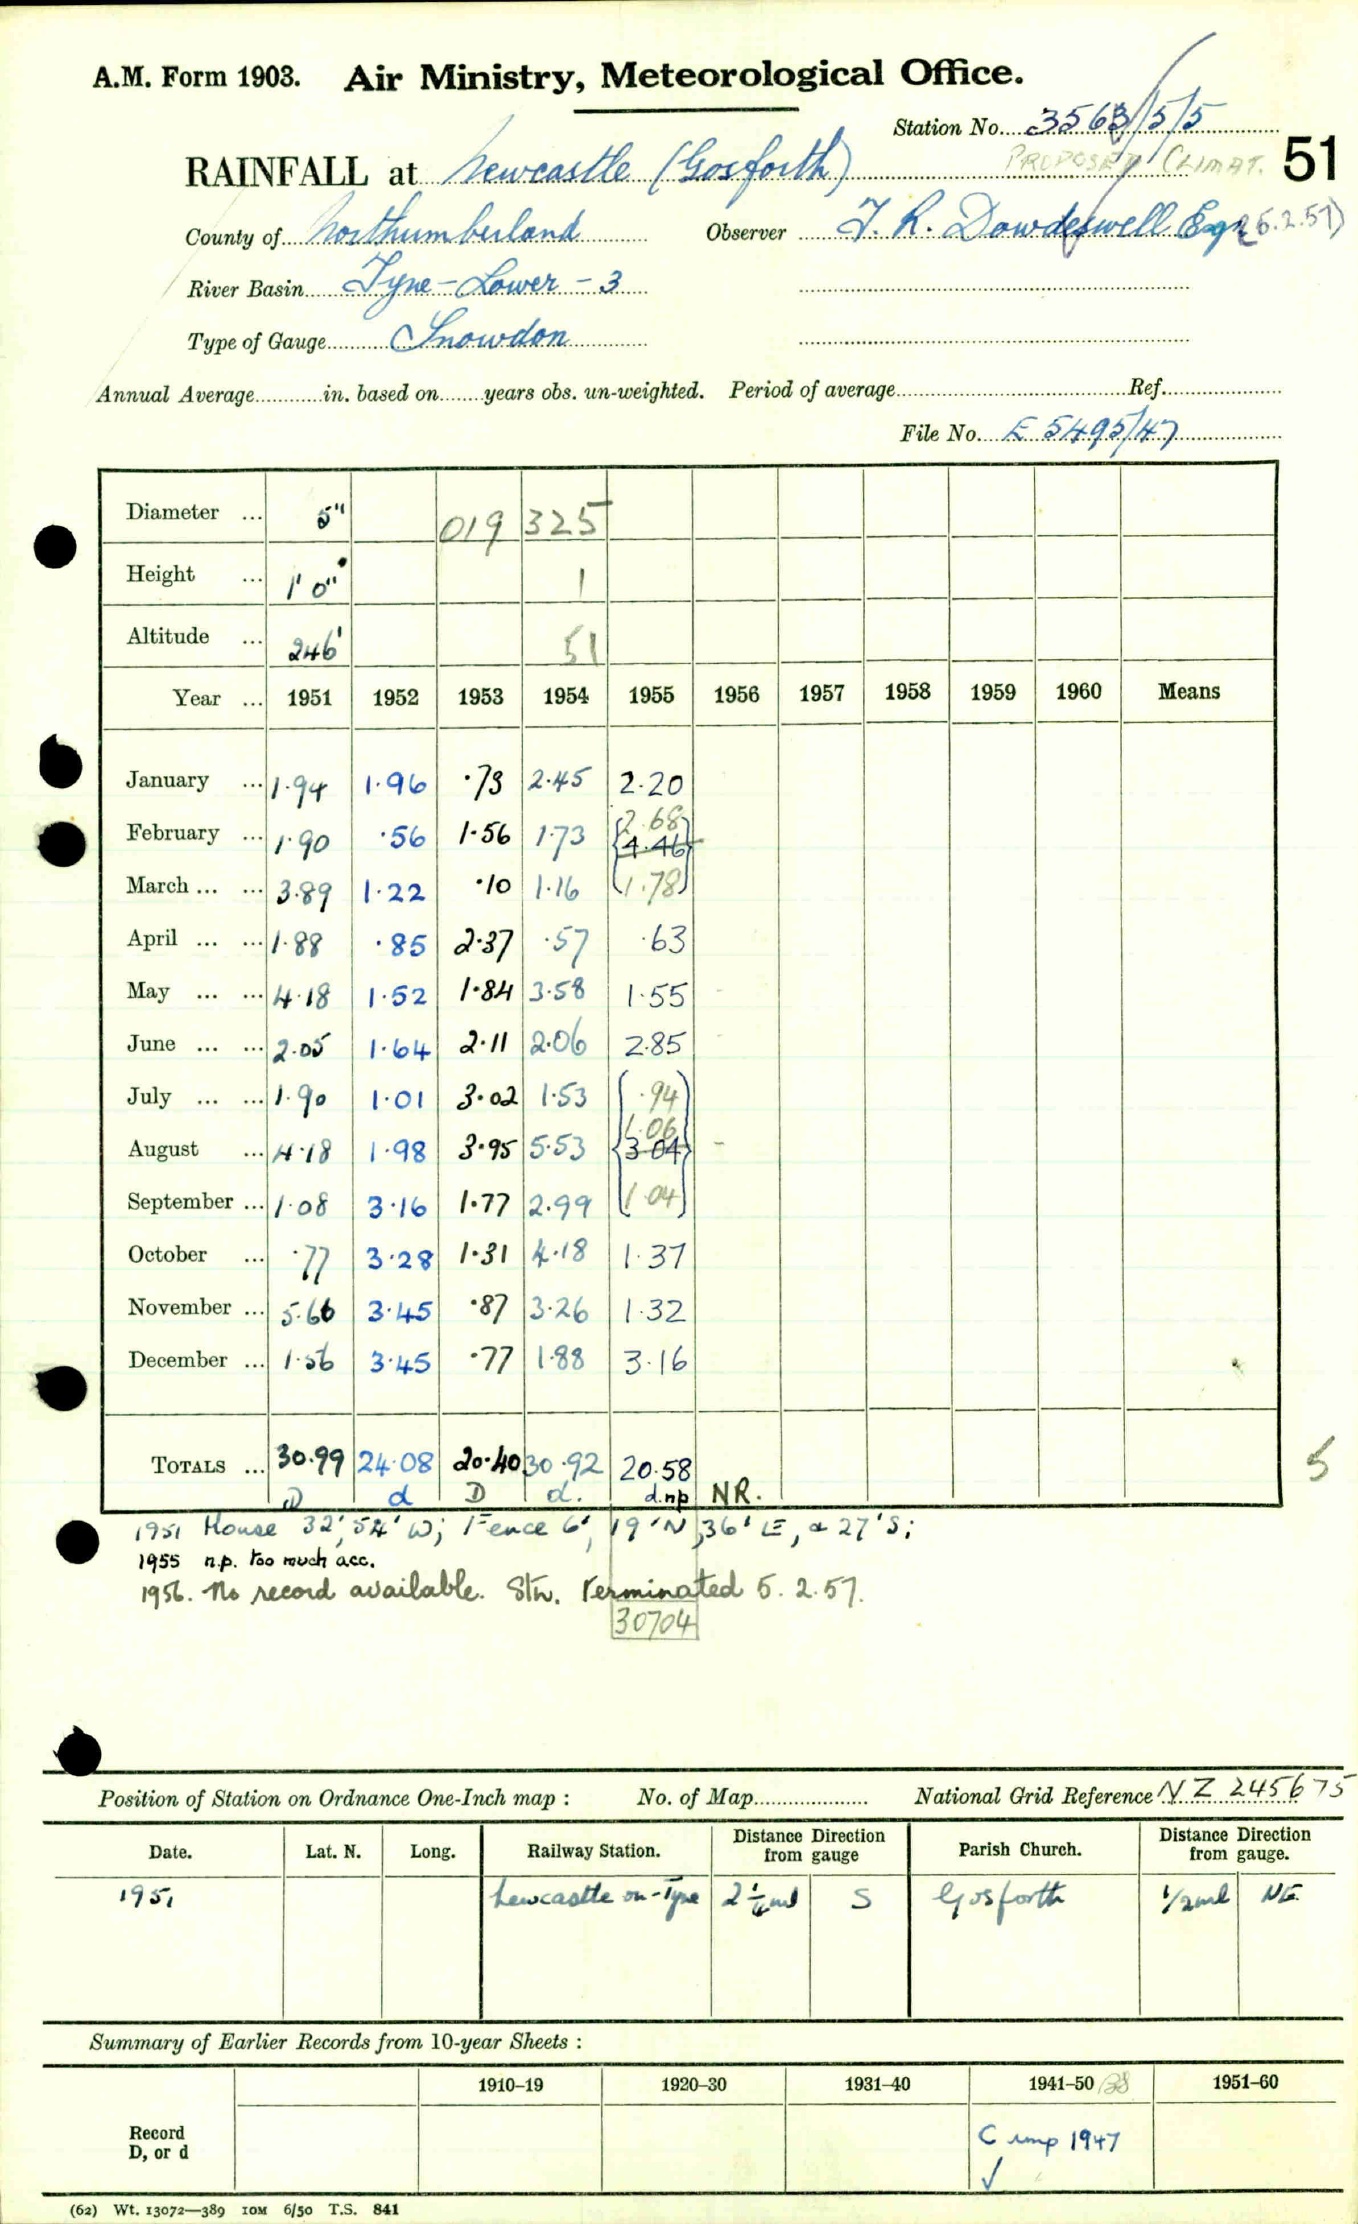 A.M. Form 1903. Air Ministry, Meteorological Office.
Station No. 3563/5/5
PROPOSED CLIMAT. 51
RAINFALL at Newcastle (Gosforth)
County of Northumberland Observer J. R. Dowdeswell Esq (5.2.57)
River Basin Tyne - Lower - 3
Type of Gauge Snowdon
Annual Average in. based on years obs. un-weighted. Period of average Ref.
File No. E 5495/47
Diameter ... 5" 019 325
Height ... 1' 0" 1
Altitude ... 246' 51
Year ... 1951 1952 1953 1954 1955 1956 1957 1958 1959 1960 Means
January ... 1.94 1.96 .73 2.45 2.20
February ... 1.90 .56 1.56 1.73 2.68 4.46
March ... ... 3.89 1.22 .10 1.16 1.78
April ... ... 1.88 .85 2.37 .57 .63
May ... ... 4.18 1.52 1.84 3.58 1.55
June ... ... 2.05 1.64 2.11 2.06 2.85
July ... ... 1.90 1.01 3.02 1.53 .94
August ... 4.18 1.98 3.95 5.53 1.06 3.04
September ... 1.08 3.16 1.77 2.99 1.04
October ... .77 3.28 1.31 4.18 1.37
November ... 5.66 3.45 .87 3.26 1.32
December ... 1.56 3.45 .77 1.88 3.16
TOTALS ... 30.99 24.08 20.40 30.92 20.58
D d D d. d.np NR.
5
1951 House 32', 54' W; Fence 6', 19' N, 36' E, & 27' S;
1955 n.p. too much acc.
1956. No record available. Stn. Terminated 5.2.57.
30704
Position of Station on Ordnance One-Inch map : No. of Map National Grid Reference NZ 245675
Date. Lat. N. Long. Railway Station. Distance Direction from gauge Parish Church. Distance Direction from gauge.
1951 Newcastle on-Tyne 2 1/4 ml S Gosforth 1/2 ml NE
Summary of Earlier Records from 10-year Sheets :
1910–19 1920–30 1931–40 1941–50 1951–60
Record
D, or d
C imp 1947
✓
(62) Wt. 13072—389 10M 6/50 T.S. 841